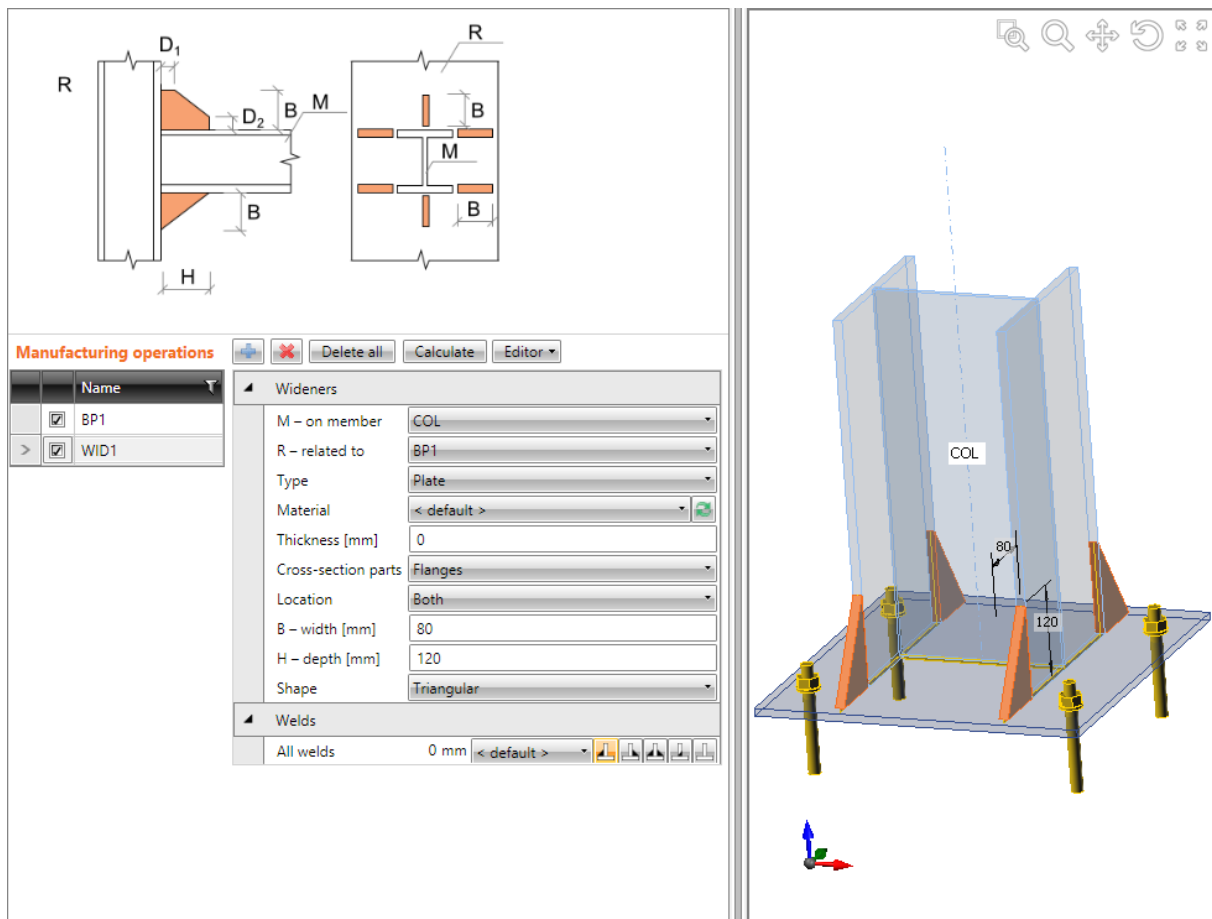 R
D1
R
B
M
D2
B
M
B
B
H
Manufacturing operations
Delete all
Calculate
Editor
Name
BP1
WID1
Wideners
M – on member COL
R – related to BP1
Type Plate
Material < default >
Thickness [mm] 0
Cross-section parts Flanges
Location Both
B – width [mm] 80
H – depth [mm] 120
Shape Triangular
Welds
All welds 0 mm < default >
COL
80
120